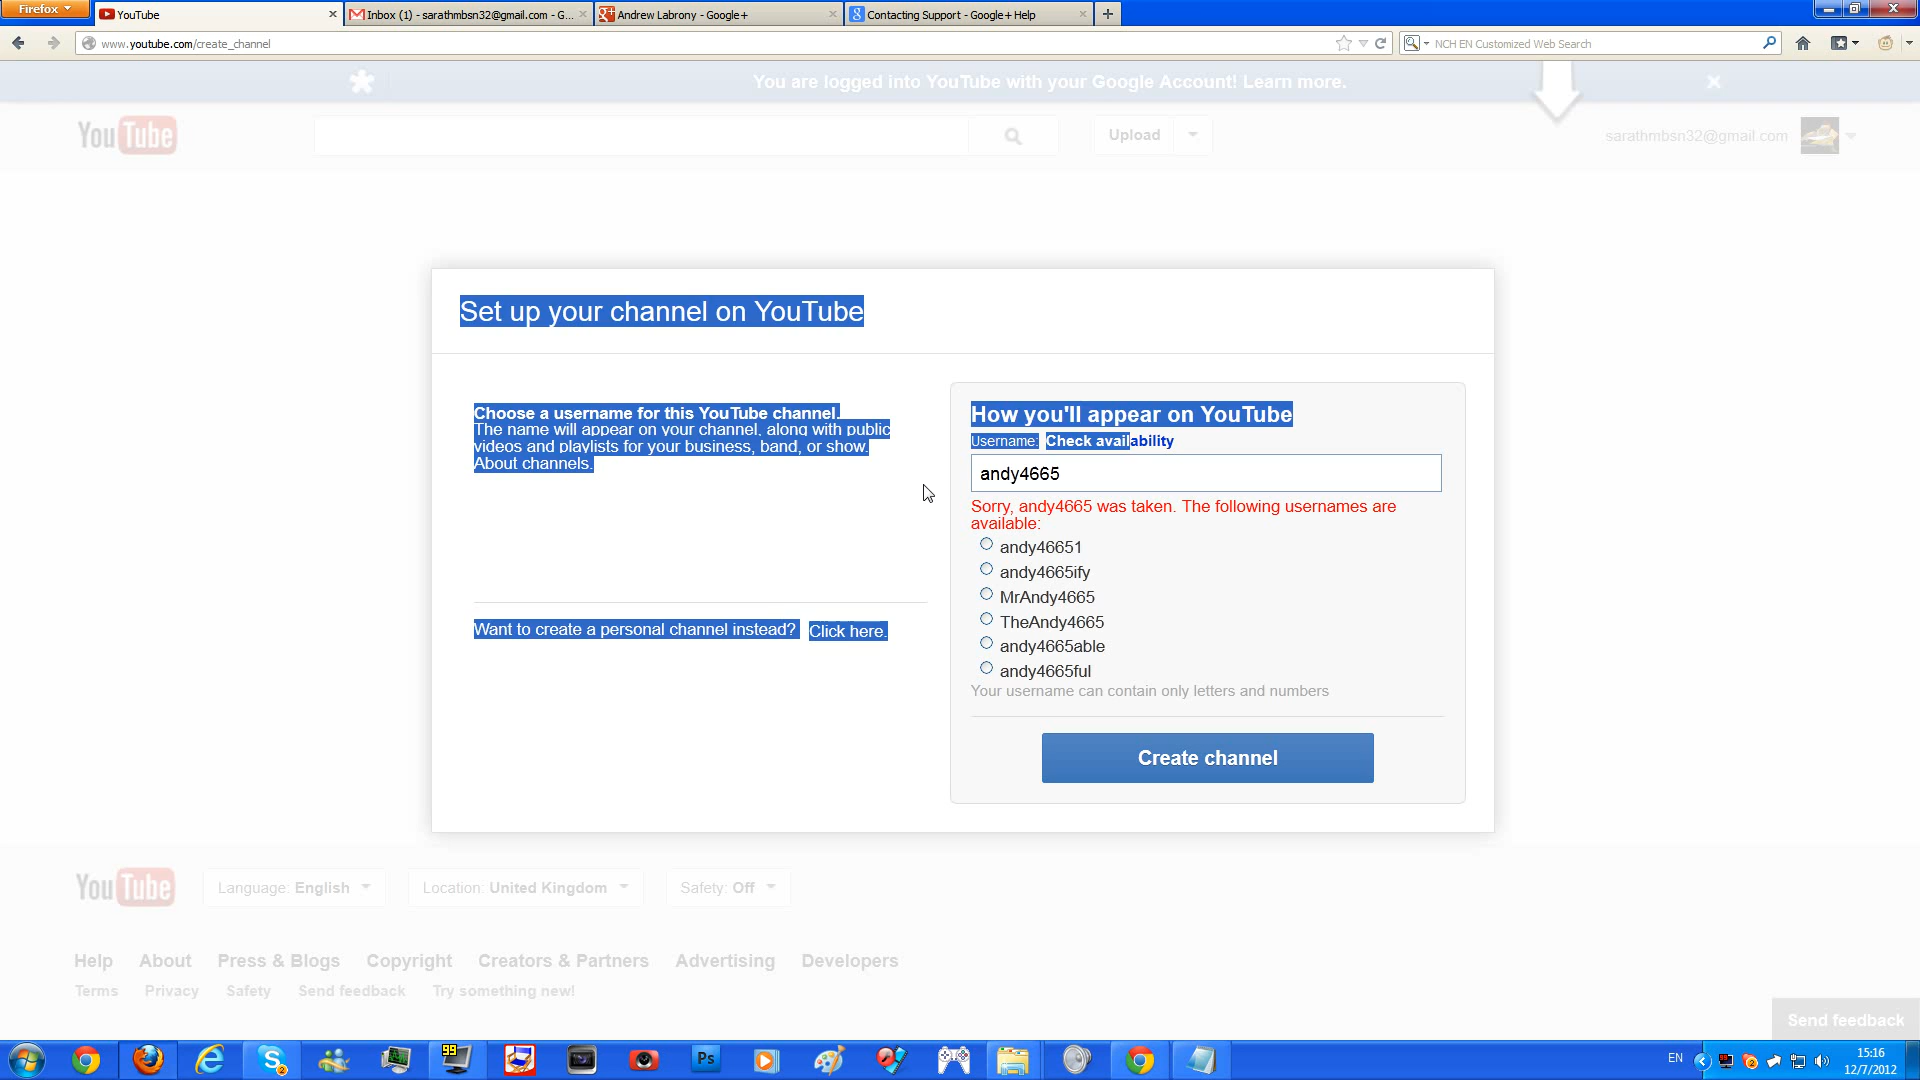 Firefox
YouTube
Inbox (1) - sarathmbsn32@gmail.com - G...
Andrew Labrony - Google+
Contacting Support - Google+ Help
www.youtube.com/create_channel
NCH EN Customized Web Search
You are logged into YouTube with your Google Account! Learn more.
YouTube
Upload
sarathmbsn32@gmail.com
Set up your channel on YouTube
Choose a username for this YouTube channel.
The name will appear on your channel, along with public
videos and playlists for your business, band, or show.
About channels.
Want to create a personal channel instead? Click here.
How you'll appear on YouTube
Username: Check availability
andy4665
Sorry, andy4665 was taken. The following usernames are
available:
andy46651
andy4665ify
MrAndy4665
TheAndy4665
andy4665able
andy4665ful
Your username can contain only letters and numbers
Create channel
YouTube
Language: English
Location: United Kingdom
Safety: Off
Help About Press & Blogs Copyright Creators & Partners Advertising Developers
Terms Privacy Safety Send feedback Try something new!
Send feedback
99
Ps
EN
15:16
12/7/2012